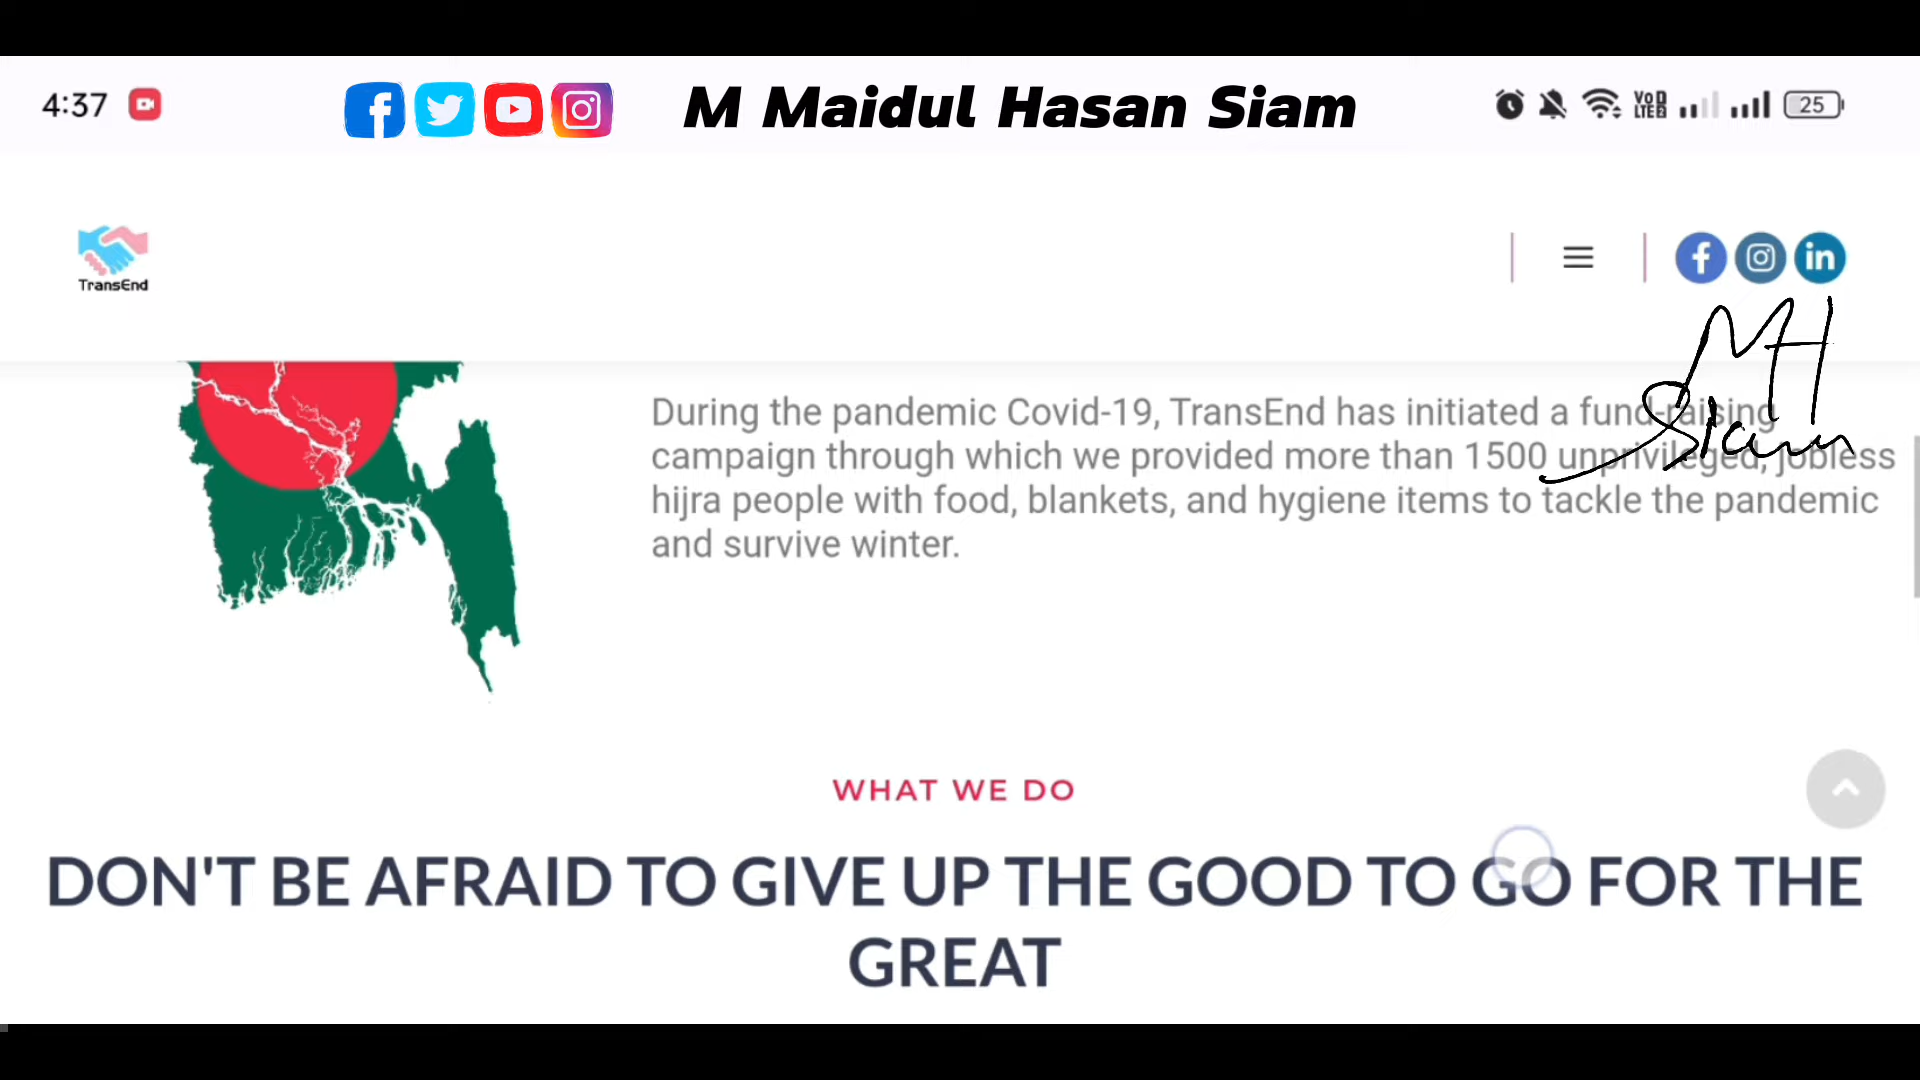 4:37
M Maidul Hasan Siam
VoD
LTE2
25
TransEnd
MH
Siam
During the pandemic Covid-19, TransEnd has initiated a fund-raising
campaign through which we provided more than 1500 unprivileged, jobless
hijra people with food, blankets, and hygiene items to tackle the pandemic
and survive winter.
WHAT WE DO
DON'T BE AFRAID TO GIVE UP THE GOOD TO GO FOR THE
GREAT